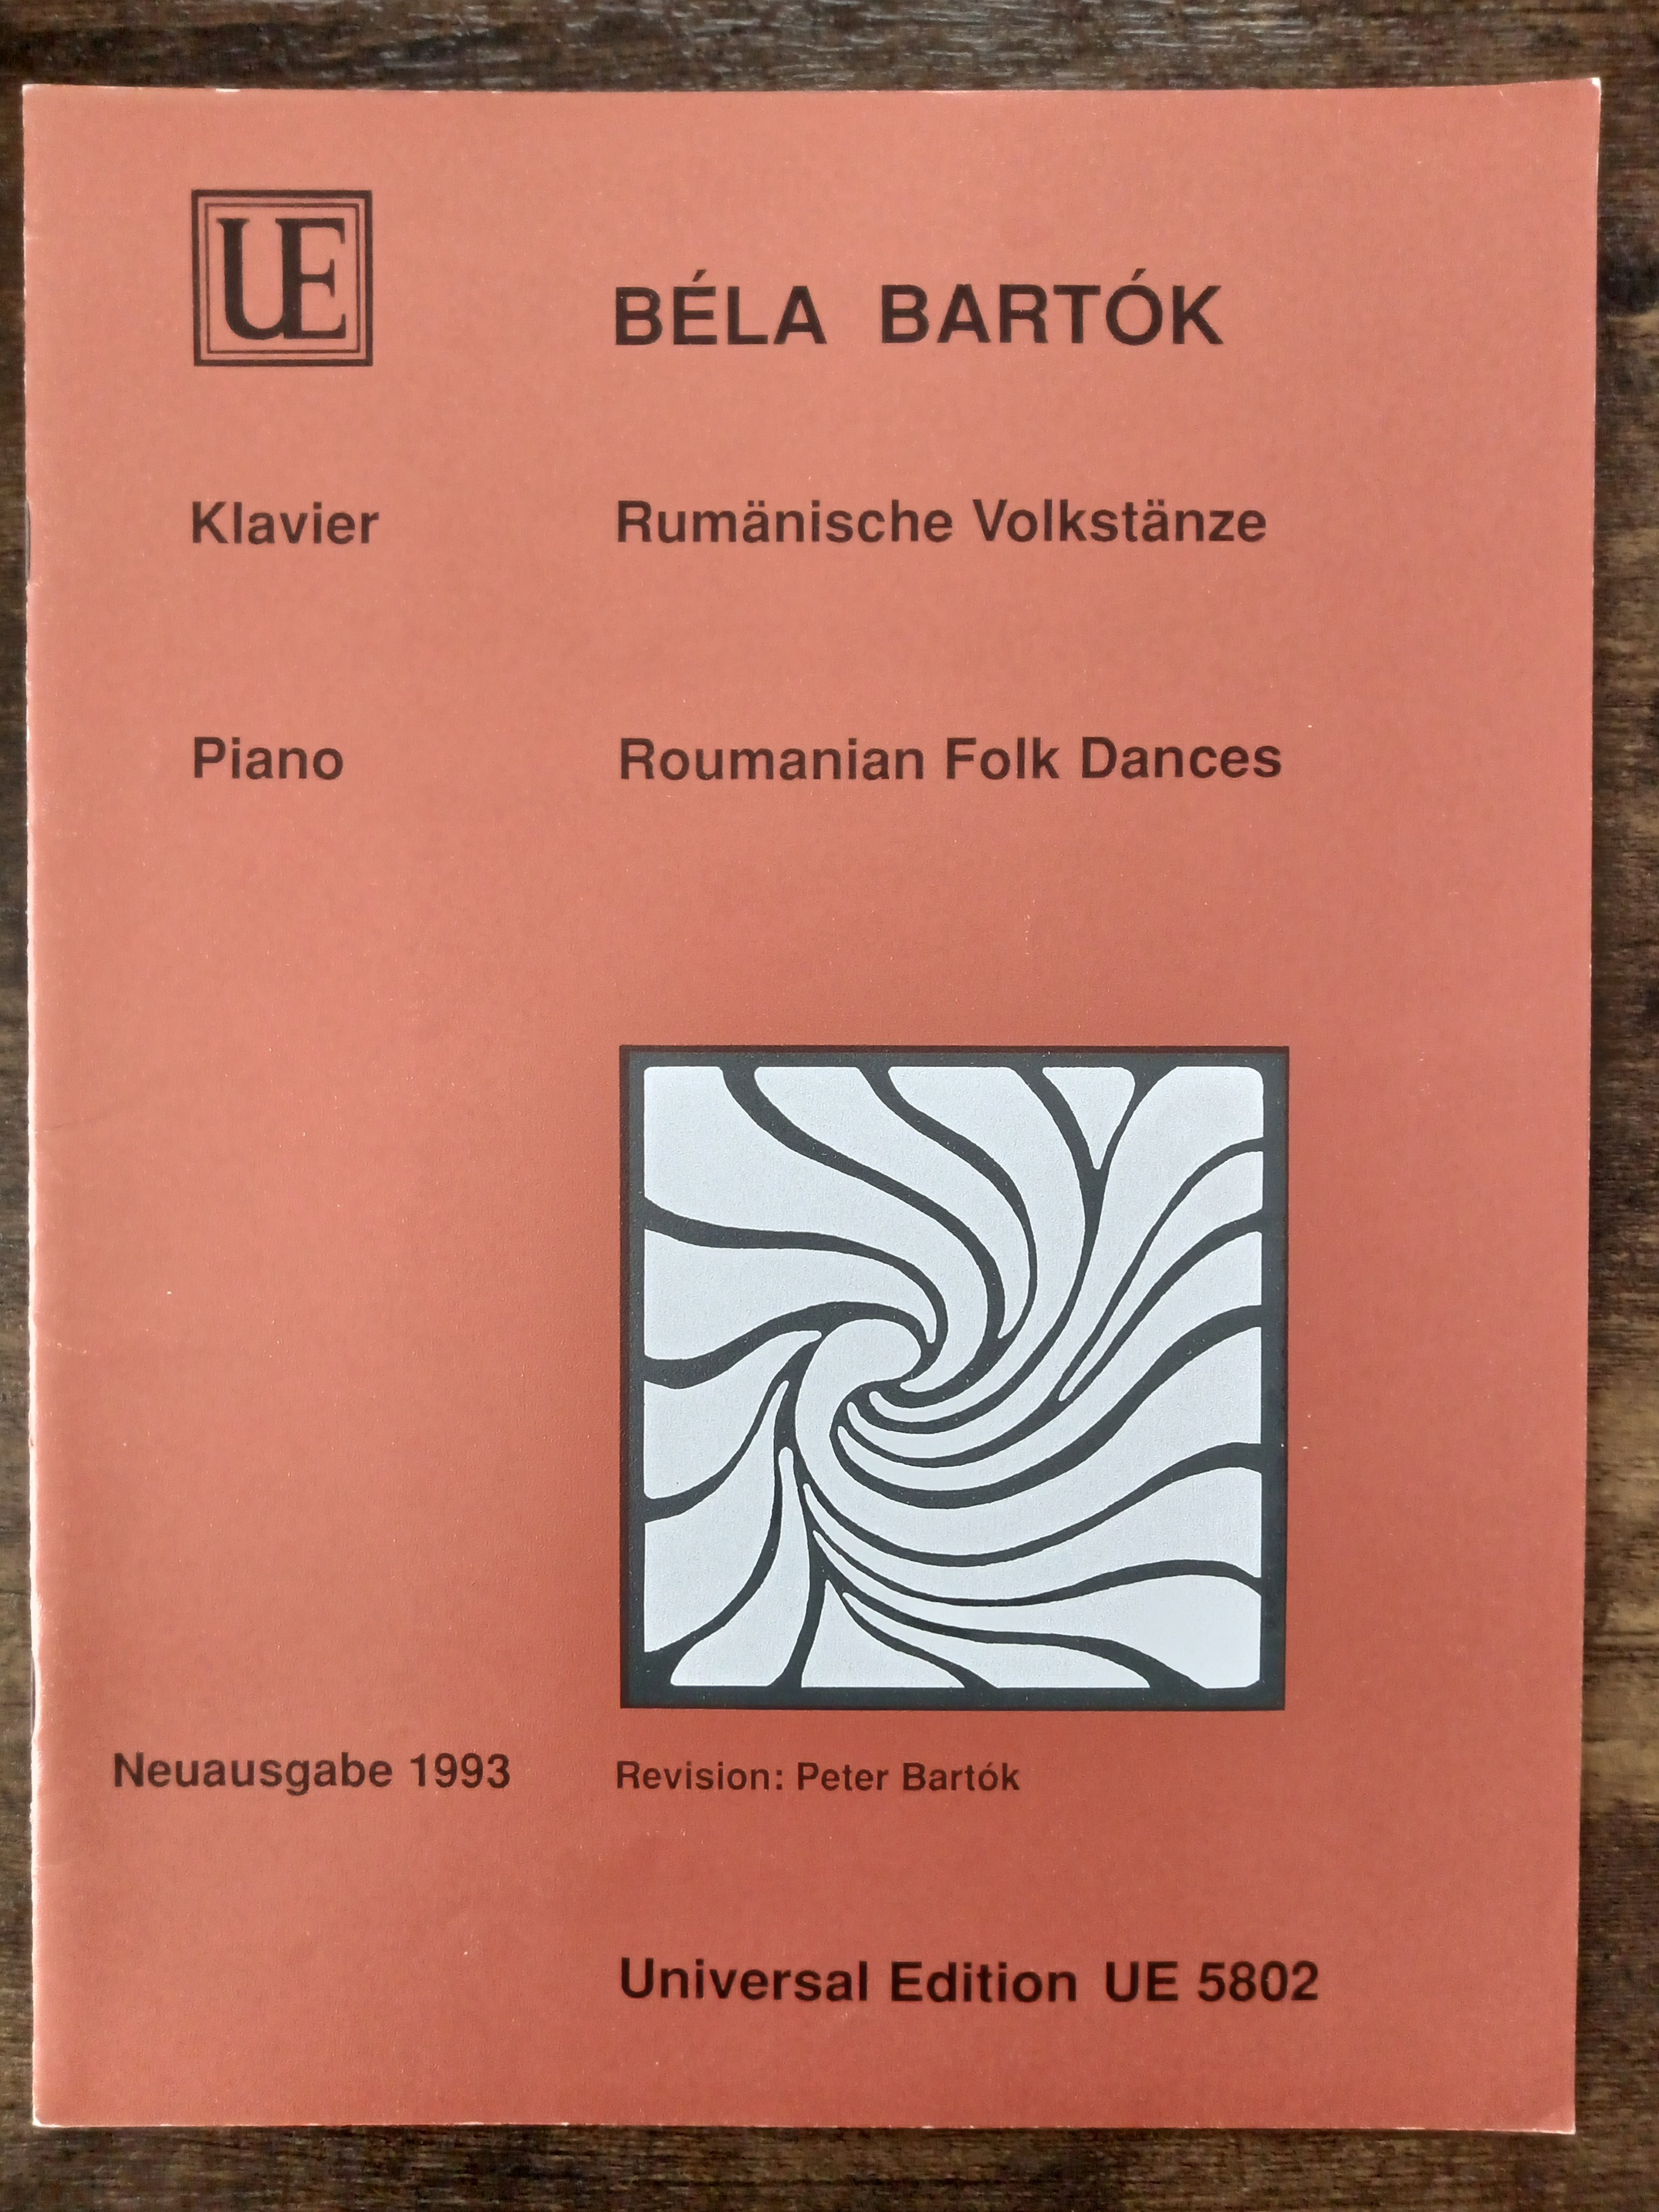 UE
BÉLA BARTÓK
Klavier Rumänische Volkstänze
Piano Roumanian Folk Dances
Neuausgabe 1993 Revision: Peter Bartók
Universal Edition UE 5802